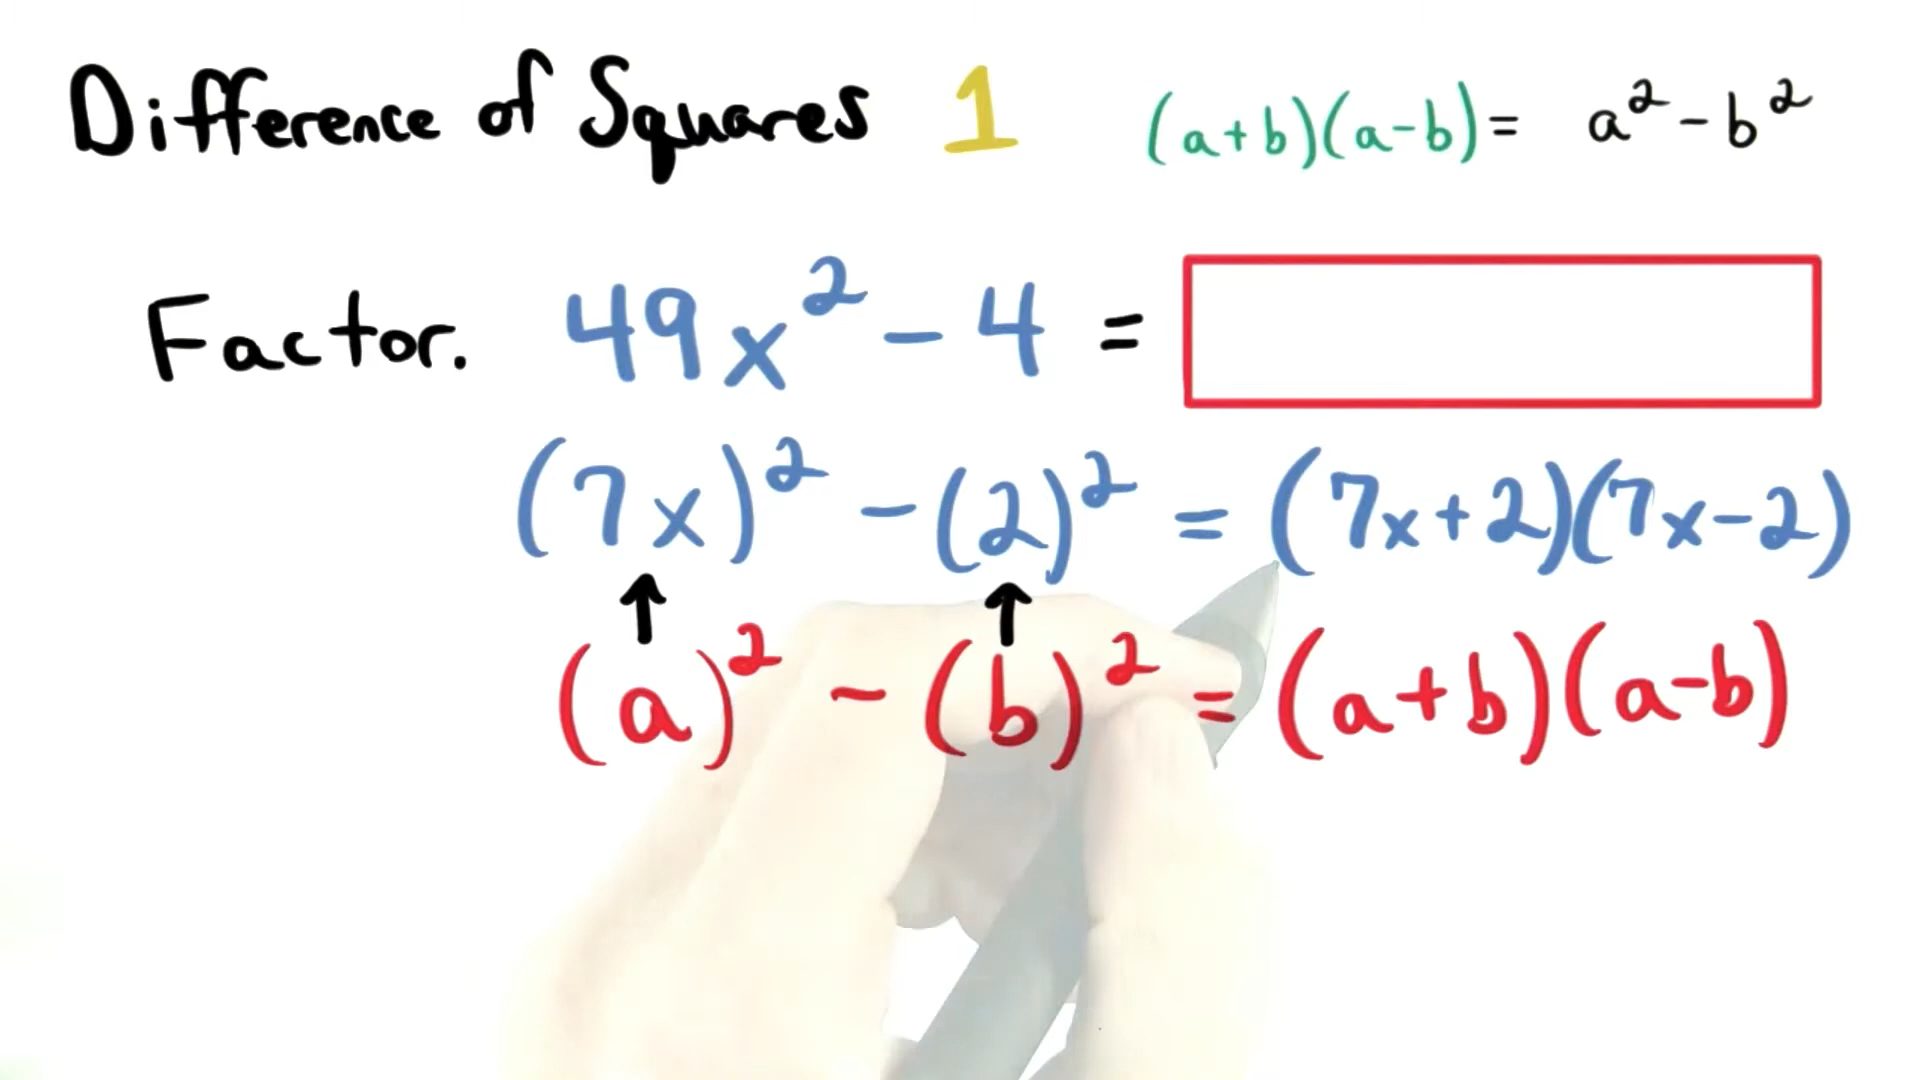 Difference of Squares 1 (a+b)(a-b)= a² - b²
Factor. 49x² - 4 =
(7x)² - (2)² = (7x+2)(7x-2)
↑ ↑
(a)² - (b)² = (a+b)(a-b)